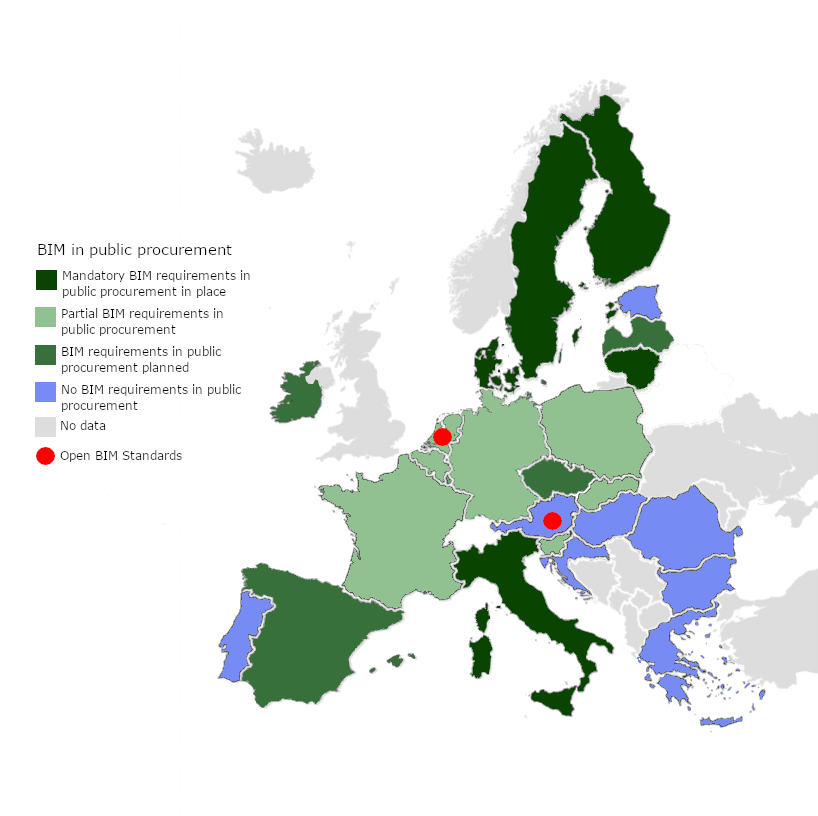 BIM in public procurement
Mandatory BIM requirements in
public procurement in place
Partial BIM requirements in
public procurement
BIM requirements in public
procurement planned
No BIM requirements in public
procurement
No data
Open BIM Standards